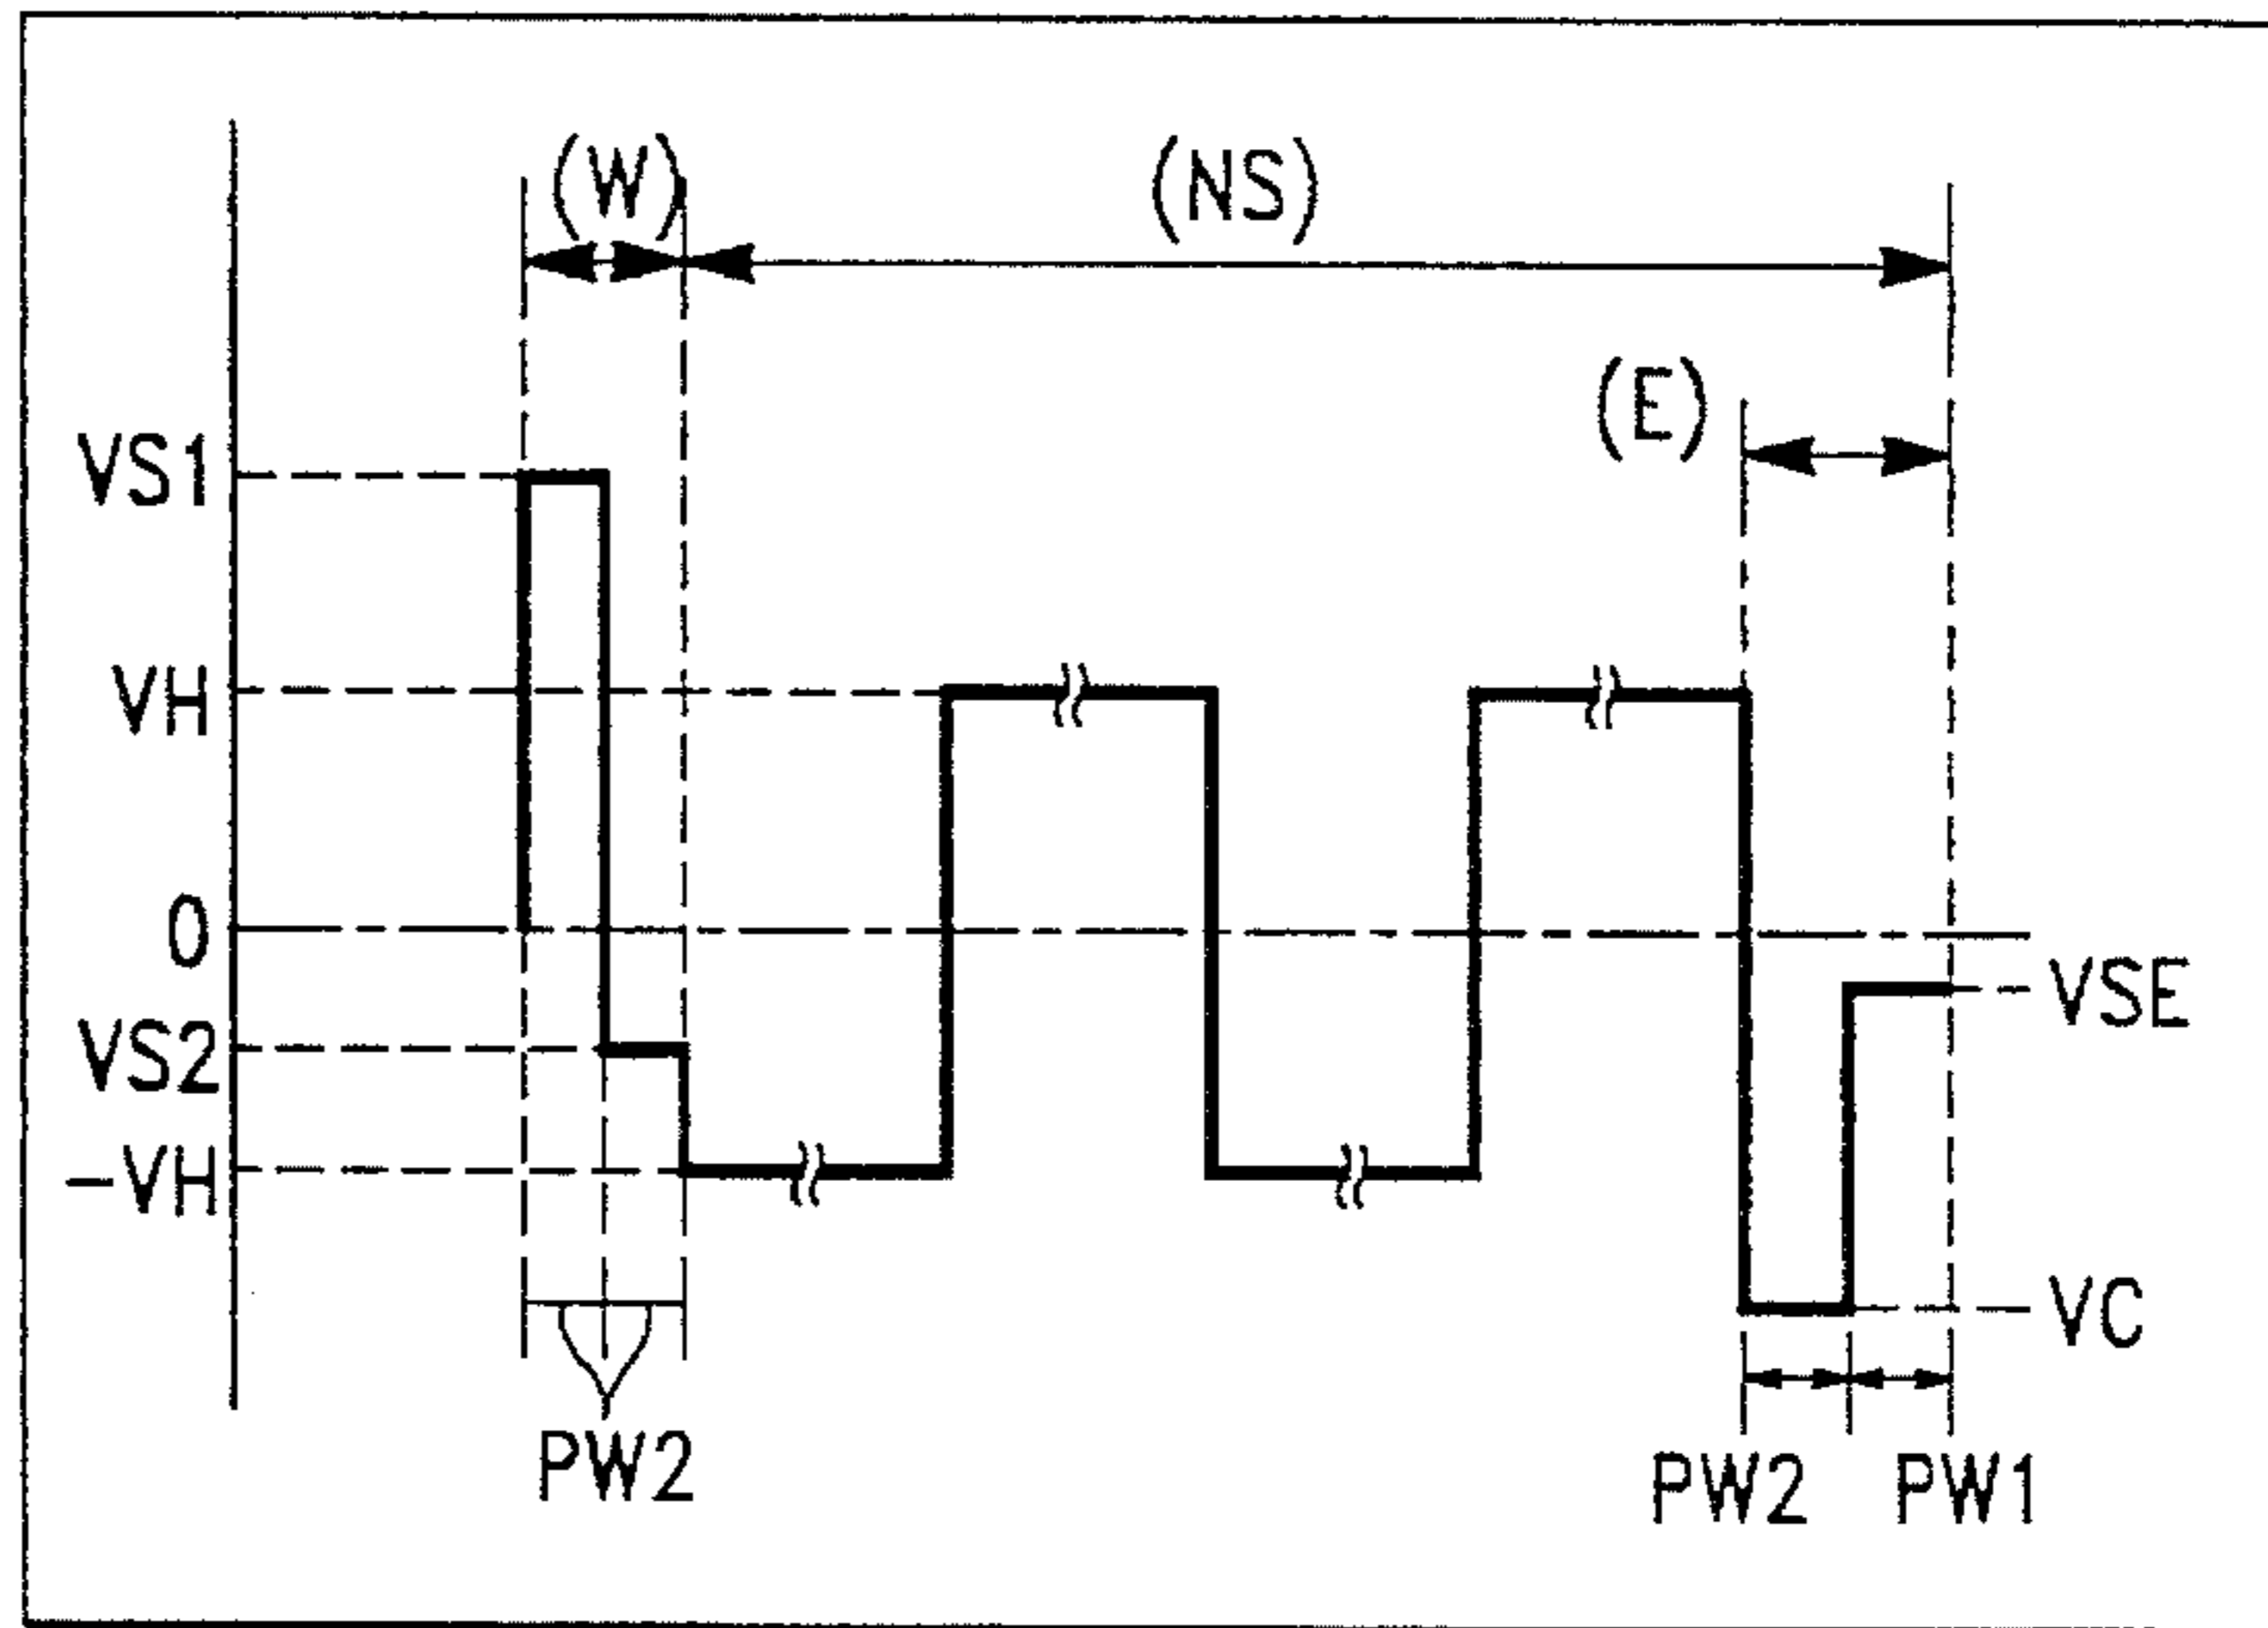 (W)
(NS)
(E)
VS1
VH
0
VSE
VS2
-VH
VC
PW2
PW2
PW1